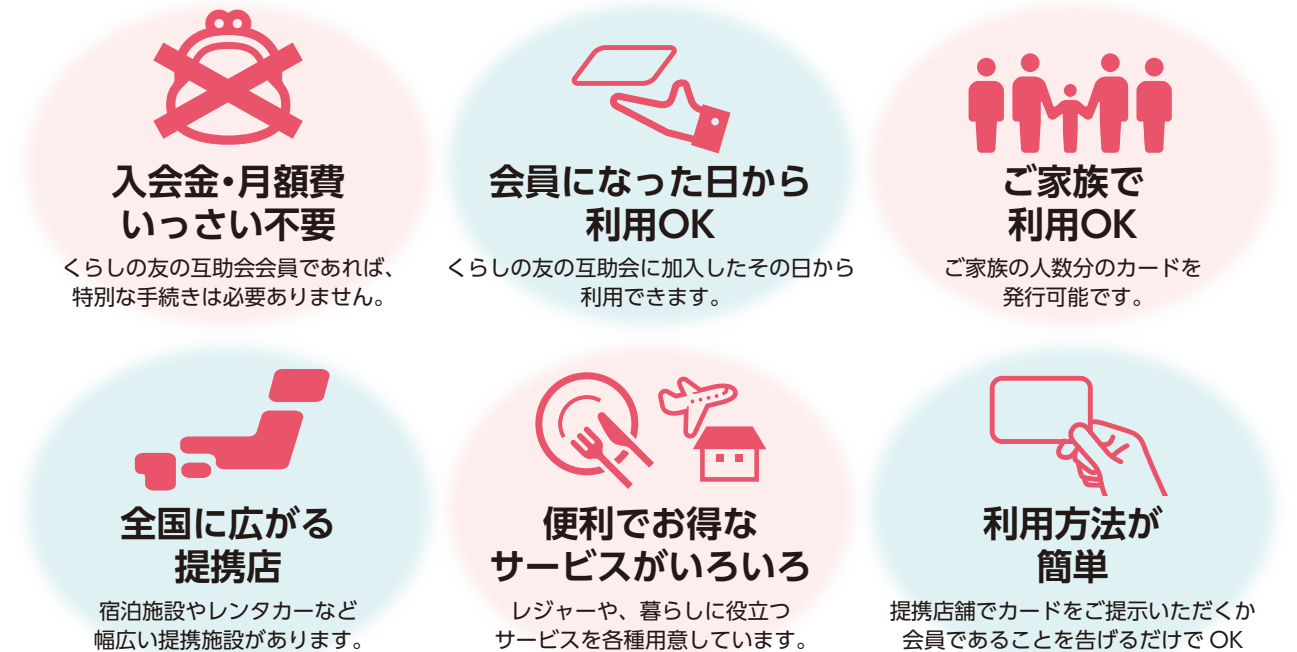 入会金・月額費
いっさい不要
くらしの友の互助会会員であれば、
特別な手続きは必要ありません。
会員になった日から
利用OK
くらしの友の互助会に加入したその日から
利用できます。
ご家族で
利用OK
ご家族の人数分のカードを
発行可能です。
全国に広がる
提携店
宿泊施設やレンタカーなど
幅広い提携施設があります。
便利でお得な
サービスがいろいろ
レジャーや、暮らしに役立つ
サービスを各種用意しています。
利用方法が
簡単
提携店舗でカードをご提示いただくか
会員であることを告げるだけで OK